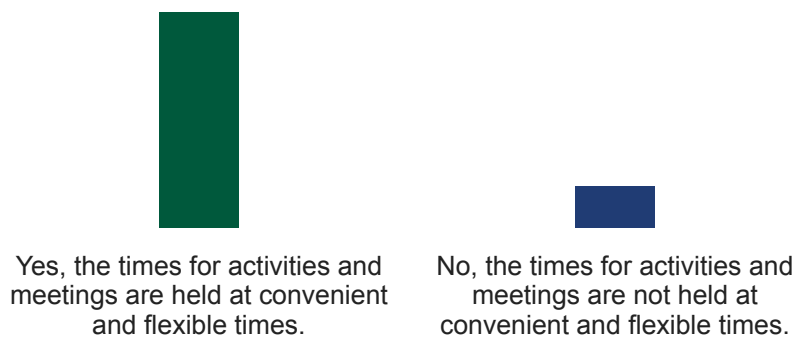 Yes, the times for activities and
meetings are held at convenient
and flexible times.
No, the times for activities and
meetings are not held at
convenient and flexible times.